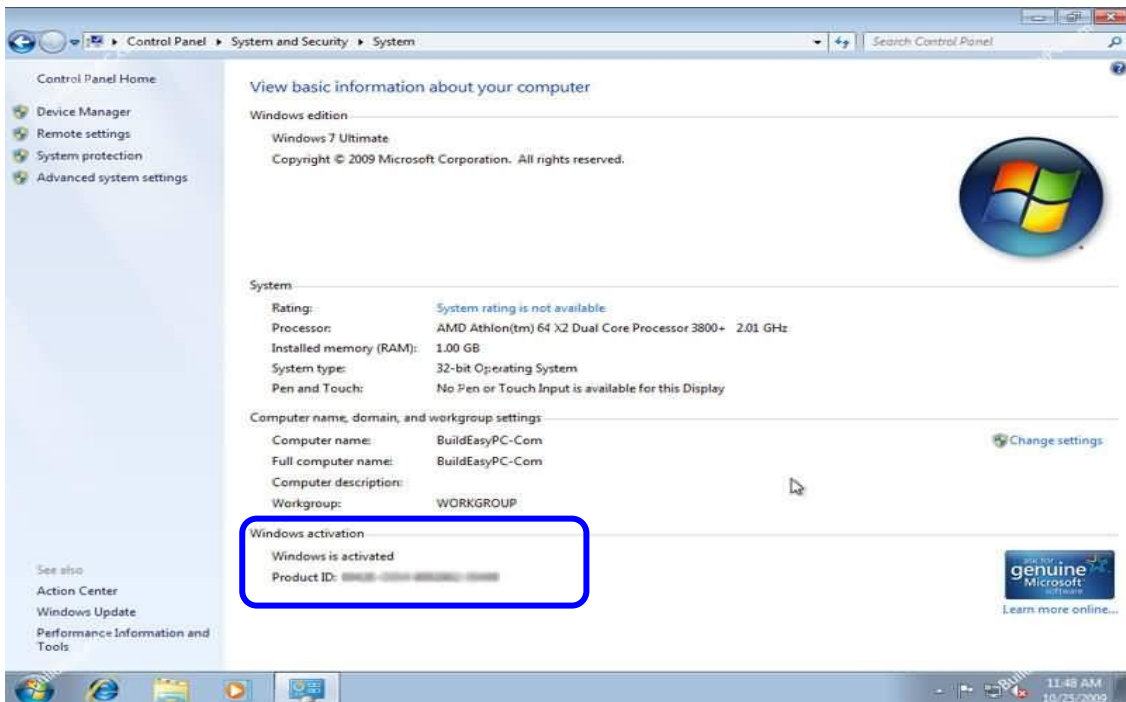 Control Panel ▸ System and Security ▸ System
Search Control Panel
Control Panel Home
Device Manager
Remote settings
System protection
Advanced system settings
View basic information about your computer
Windows edition
Windows 7 Ultimate
Copyright © 2009 Microsoft Corporation. All rights reserved.
System
Rating: System rating is not available
Processor: AMD Athlon(tm) 64 X2 Dual Core Processor 3800+ 2.01 GHz
Installed memory (RAM): 1.00 GB
System type: 32-bit Operating System
Pen and Touch: No Pen or Touch Input is available for this Display
Computer name, domain, and workgroup settings
Computer name: BuildEasyPC-Com
Change settings
Full computer name: BuildEasyPC-Com
Computer description:
Workgroup: WORKGROUP
Windows activation
Windows is activated
Product ID:
See also
Action Center
Windows Update
Performance Information and
Tools
ask for
genuine
Microsoft
software
Learn more online...
11:48 AM
10/25/2009